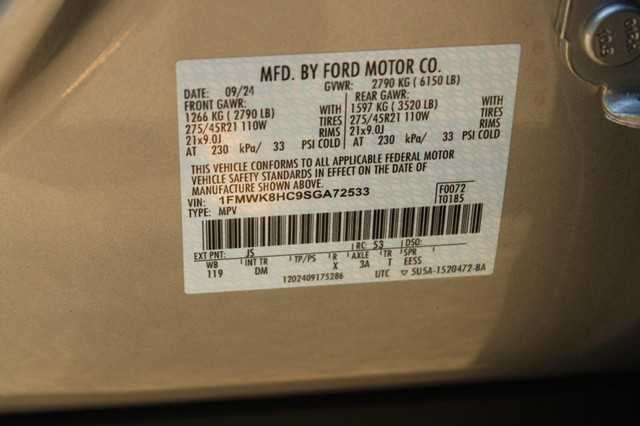 MFD. BY FORD MOTOR CO.
DATE: 09/24 GVWR: 2790 KG ( 6150 LB)
FRONT GAWR: REAR GAWR:
1266 KG ( 2790 LB) WITH 1597 KG ( 3520 LB) WITH
275/45R21 110W TIRES 275/45R21 110W TIRES
21x9.0J RIMS 21x9.0J RIMS
AT 230 kPa/ 33 PSI COLD AT 230 kPa/ 33 PSI COLD
THIS VEHICLE CONFORMS TO ALL APPLICABLE FEDERAL MOTOR
VEHICLE SAFETY STANDARDS IN EFFECT ON THE DATE OF
MANUFACTURE SHOWN ABOVE.
VIN: 1FMWK8HC9SGA72533 F0072
TYPE: MPV T0185
EXT PNT: JS RC: 53 DSO:
WB INT TR TP/PS R AXLE TR SPR
119 DM X 3A T EESS
1202409175286 UTC 5U5A-1520472-BA